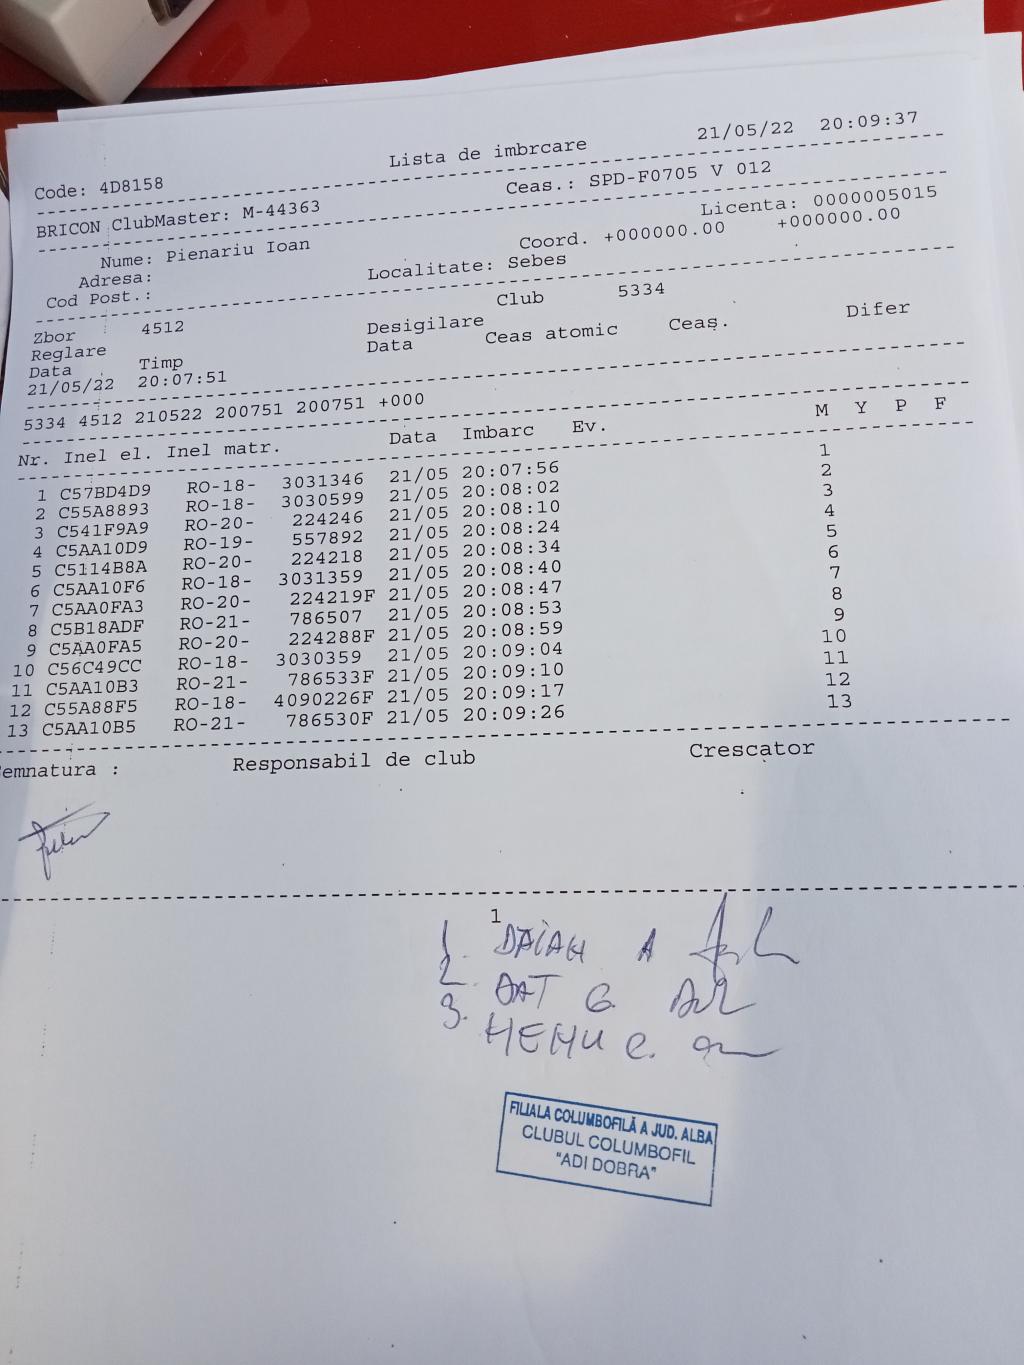 Lista de imbrcare 21/05/22 20:09:37
Code: 4D8158
BRICON ClubMaster: M-44363 Ceas.: SPD-F0705 V 012
Nume: Pienariu Ioan Licenta: 0000005015
Adresa: Coord. +000000.00 +000000.00
Cod Post.: Localitate: Sebes
Zbor 4512 Club 5334
Reglare Desigilare
Data Timp Data Ceas atomic Ceas. Difer
21/05/22 20:07:51
5334 4512 210522 200751 200751 +000
Nr. Inel el. Inel matr. Data Imbarc Ev. M Y P F
1 C57BD4D9 RO-18- 3031346 21/05 20:07:56 1
2 C55A8893 RO-18- 3030599 21/05 20:08:02 2
3 C541F9A9 RO-20- 224246 21/05 20:08:10 3
4 C5AA10D9 RO-19- 557892 21/05 20:08:24 4
5 C5114B8A RO-20- 224218 21/05 20:08:34 5
6 C5AA10F6 RO-18- 3031359 21/05 20:08:40 6
7 C5AA0FA3 RO-20- 224219F 21/05 20:08:47 7
8 C5B18ADF RO-21- 786507 21/05 20:08:53 8
9 C5AA0FA5 RO-20- 224288F 21/05 20:08:59 9
10 C56C49CC RO-18- 3030359 21/05 20:09:04 10
11 C5AA10B3 RO-21- 786533F 21/05 20:09:10 11
12 C55A88F5 RO-18- 4090226F 21/05 20:09:17 12
13 C5AA10B5 RO-21- 786530F 21/05 20:09:26 13
emnatura : Responsabil de club Crescator
1
1. DAIAN A
2. DAT G.
3. NEMU C.
FILIALA COLUMBOFILĂ A JUD. ALBA
CLUBUL COLUMBOFIL
"ADI DOBRA"